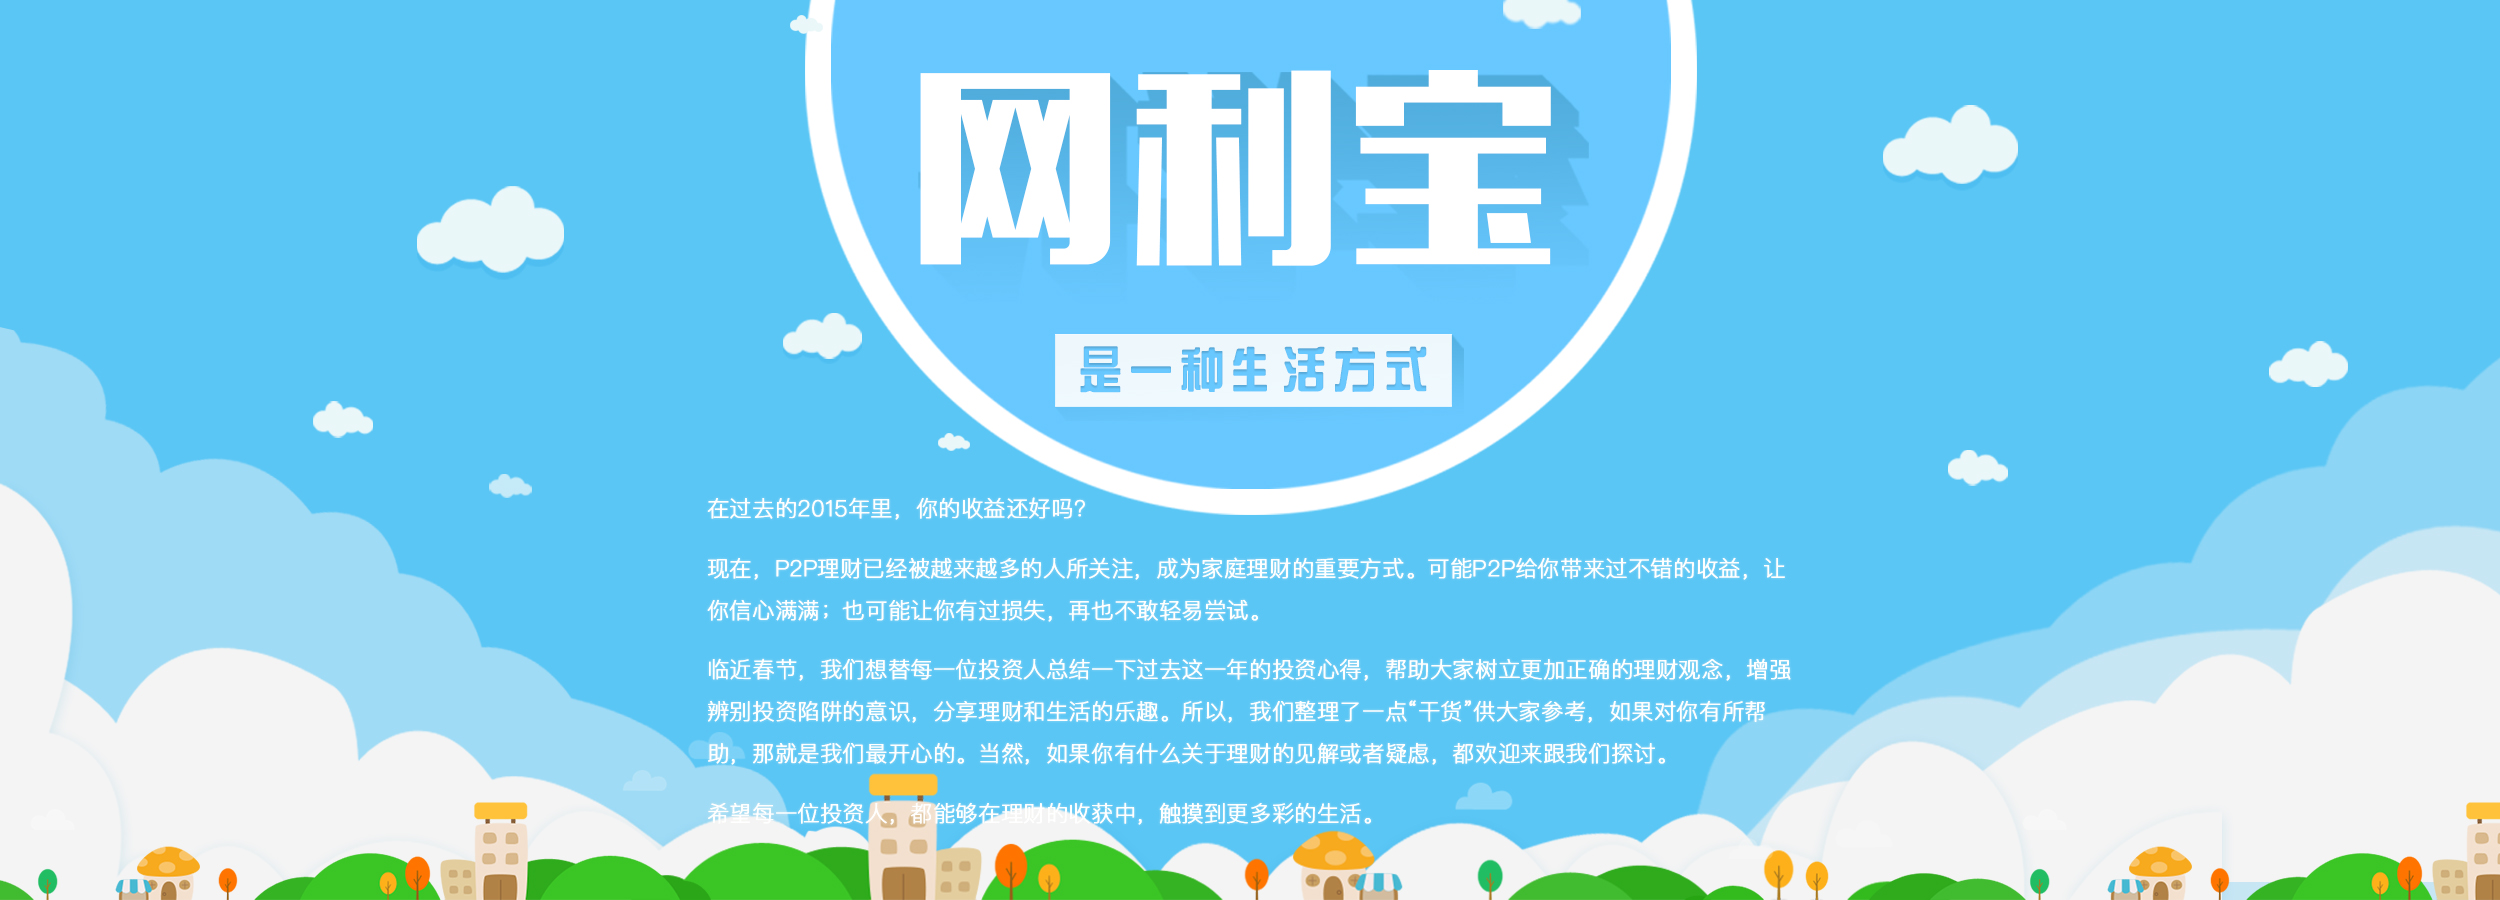 网利宝
是一种生活方式
在过去的2015年里，你的收益还好吗？
现在，P2P理财已经被越来越多的人所关注，成为家庭理财的重要方式。可能P2P给你带来过不错的收益，让
你信心满满；也可能让你有过损失，再也不敢轻易尝试。
临近春节，我们想替每一位投资人总结一下过去这一年的投资心得，帮助大家树立更加正确的理财观念，增强
辨别投资陷阱的意识，分享理财和生活的乐趣。所以，我们整理了一点“干货”供大家参考，如果对你有所帮
助，那就是我们最开心的。当然，如果你有什么关于理财的见解或者疑虑，都欢迎来跟我们探讨。
希望每一位投资人，都能够在理财的收获中，触摸到更多彩的生活。